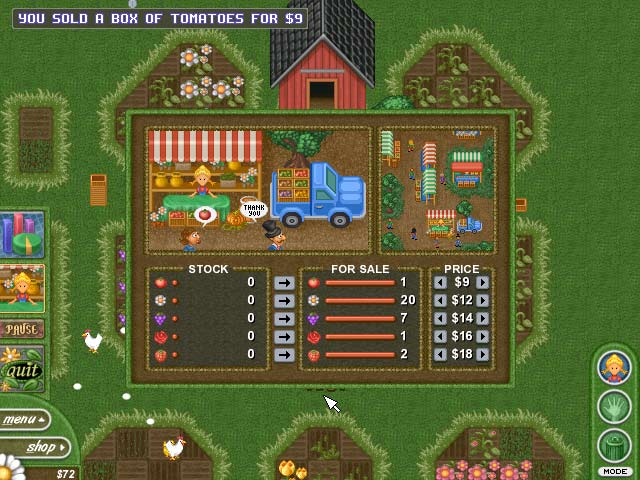 YOU SOLD A BOX OF TOMATOES FOR $9
THANK YOU
STOCK FOR SALE PRICE
0 1 $9
0 20 $12
0 7 $14
0 1 $16
0 2 $18
PAUSE
quit
menu
shop
$72
MODE